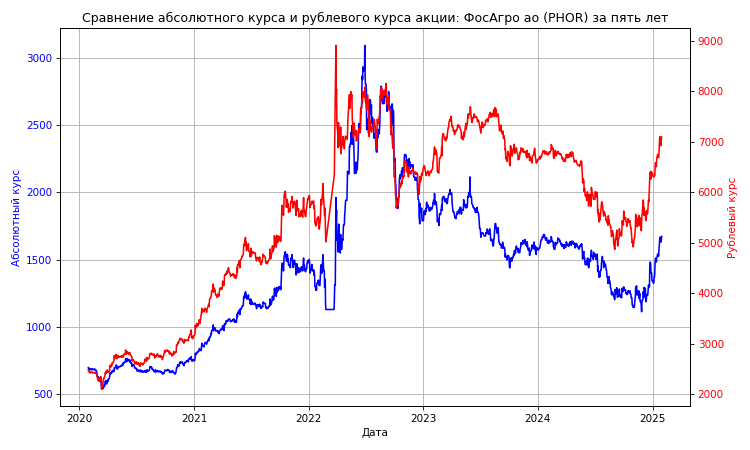 Сравнение абсолютного курса и рублевого курса акции: ФосАгро ао (PHOR) за пять лет
9000
3000
8000
2500
7000
2000
6000
Абсолютный курс
Рублевый курс
1500
5000
4000
1000
3000
500
2000
2020 2021 2022 2023 2024 2025
Дата